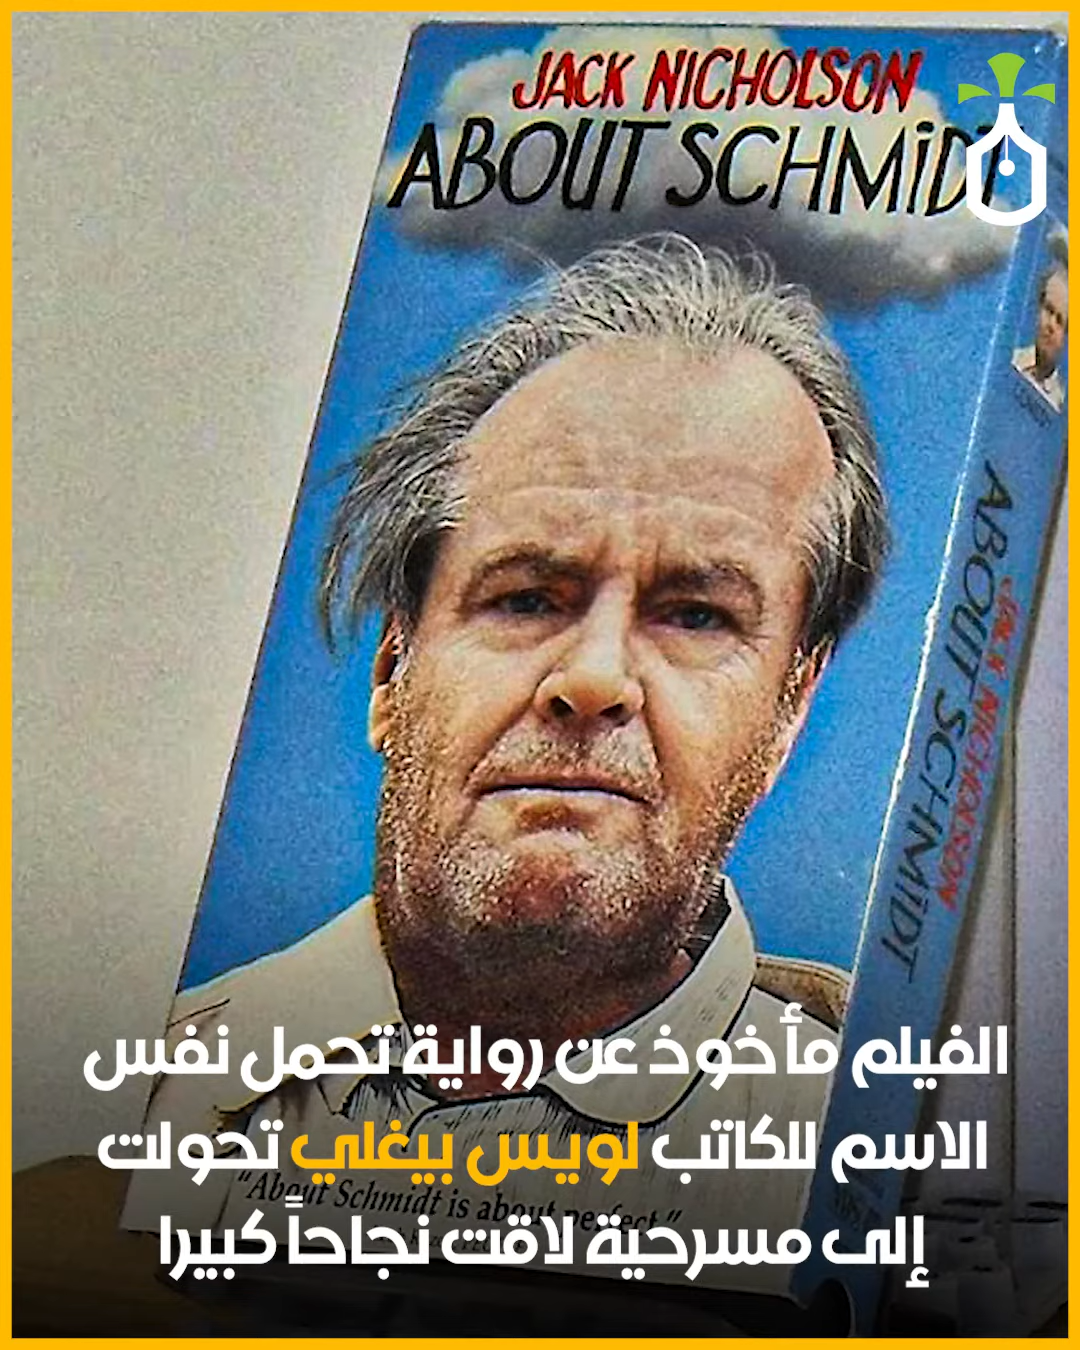 JACK NICHOLSON
ABOUT SCHMiDT
JACK NICHOLSON
ABOUT SCHMiDT
"About Schmidt is about perfect."
الفيلم مأخوذ عن رواية تحمل نفس
الاسم للكاتب لويس بيغلي تحولت
إلى مسرحية لاقت نجاحاً كبيرا